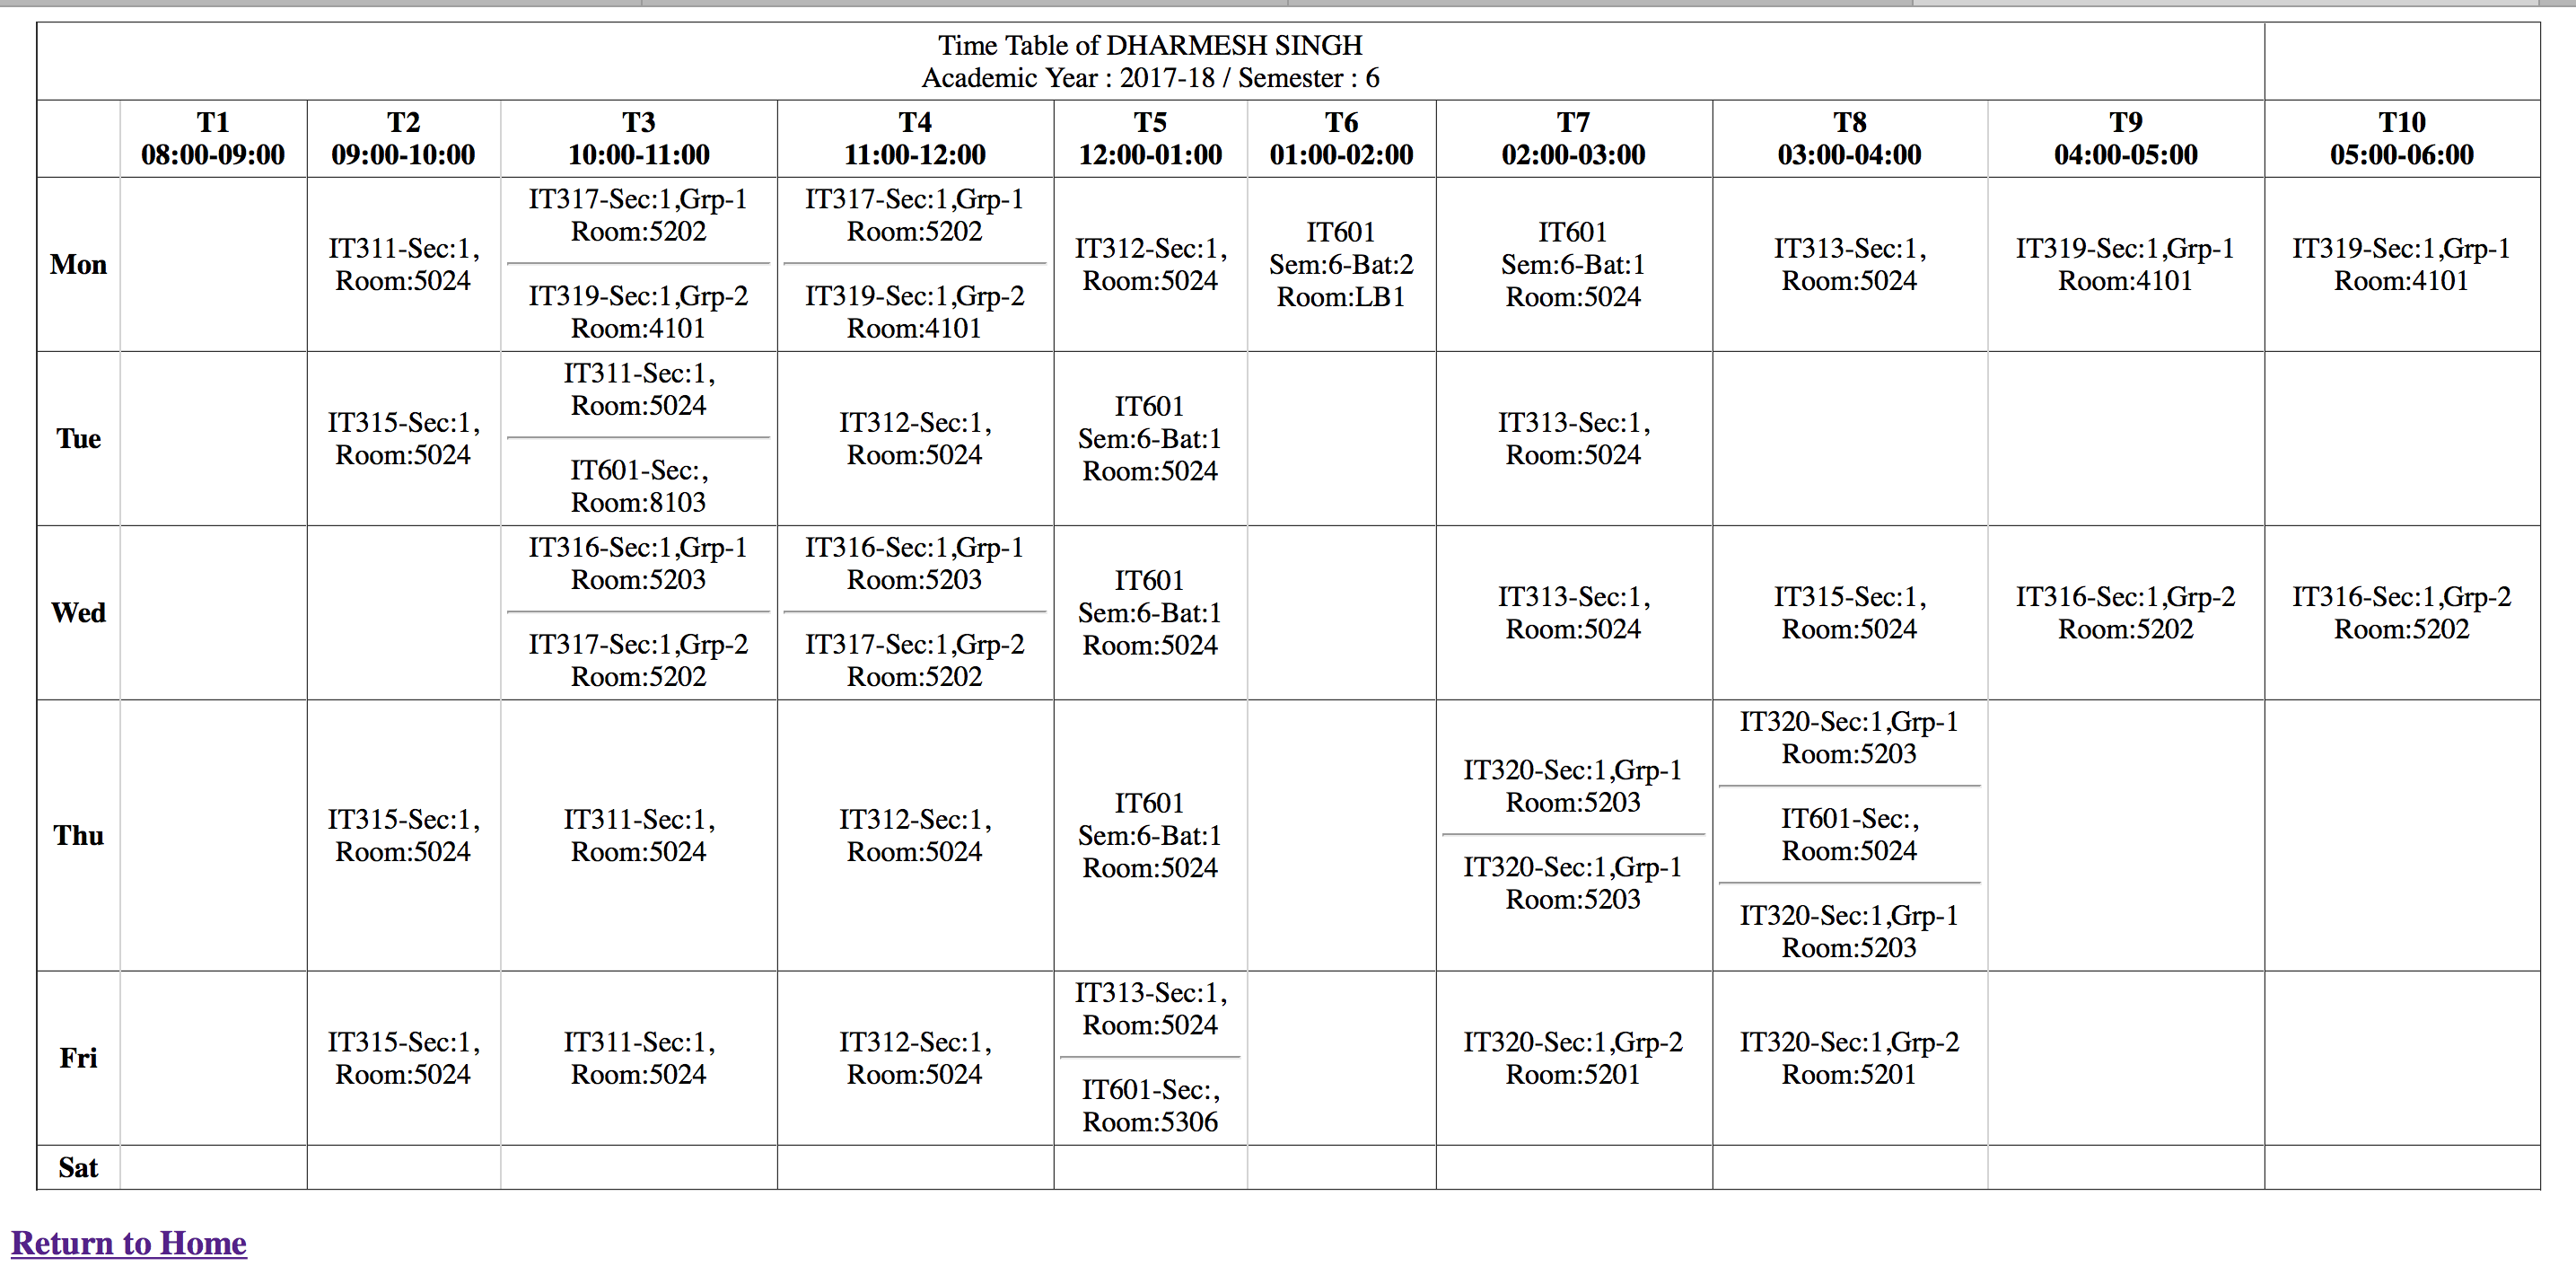 Time Table of DHARMESH SINGH
Academic Year : 2017-18 / Semester : 6
T1
08:00-09:00
T2
09:00-10:00
T3
10:00-11:00
T4
11:00-12:00
T5
12:00-01:00
T6
01:00-02:00
T7
02:00-03:00
T8
03:00-04:00
T9
04:00-05:00
T10
05:00-06:00
Mon
IT311-Sec:1,
Room:5024
IT317-Sec:1,Grp-1
Room:5202
IT319-Sec:1,Grp-2
Room:4101
IT317-Sec:1,Grp-1
Room:5202
IT319-Sec:1,Grp-2
Room:4101
IT312-Sec:1,
Room:5024
IT601
Sem:6-Bat:2
Room:LB1
IT601
Sem:6-Bat:1
Room:5024
IT313-Sec:1,
Room:5024
IT319-Sec:1,Grp-1
Room:4101
IT319-Sec:1,Grp-1
Room:4101
Tue
IT315-Sec:1,
Room:5024
IT311-Sec:1,
Room:5024
IT601-Sec:,
Room:8103
IT312-Sec:1,
Room:5024
IT601
Sem:6-Bat:1
Room:5024
IT313-Sec:1,
Room:5024
Wed
IT316-Sec:1,Grp-1
Room:5203
IT317-Sec:1,Grp-2
Room:5202
IT316-Sec:1,Grp-1
Room:5203
IT317-Sec:1,Grp-2
Room:5202
IT601
Sem:6-Bat:1
Room:5024
IT313-Sec:1,
Room:5024
IT315-Sec:1,
Room:5024
IT316-Sec:1,Grp-2
Room:5202
IT316-Sec:1,Grp-2
Room:5202
Thu
IT315-Sec:1,
Room:5024
IT311-Sec:1,
Room:5024
IT312-Sec:1,
Room:5024
IT601
Sem:6-Bat:1
Room:5024
IT320-Sec:1,Grp-1
Room:5203
IT320-Sec:1,Grp-1
Room:5203
IT320-Sec:1,Grp-1
Room:5203
IT601-Sec:,
Room:5024
IT320-Sec:1,Grp-1
Room:5203
Fri
IT315-Sec:1,
Room:5024
IT311-Sec:1,
Room:5024
IT312-Sec:1,
Room:5024
IT313-Sec:1,
Room:5024
IT601-Sec:,
Room:5306
IT320-Sec:1,Grp-2
Room:5201
IT320-Sec:1,Grp-2
Room:5201
Sat
Return to Home